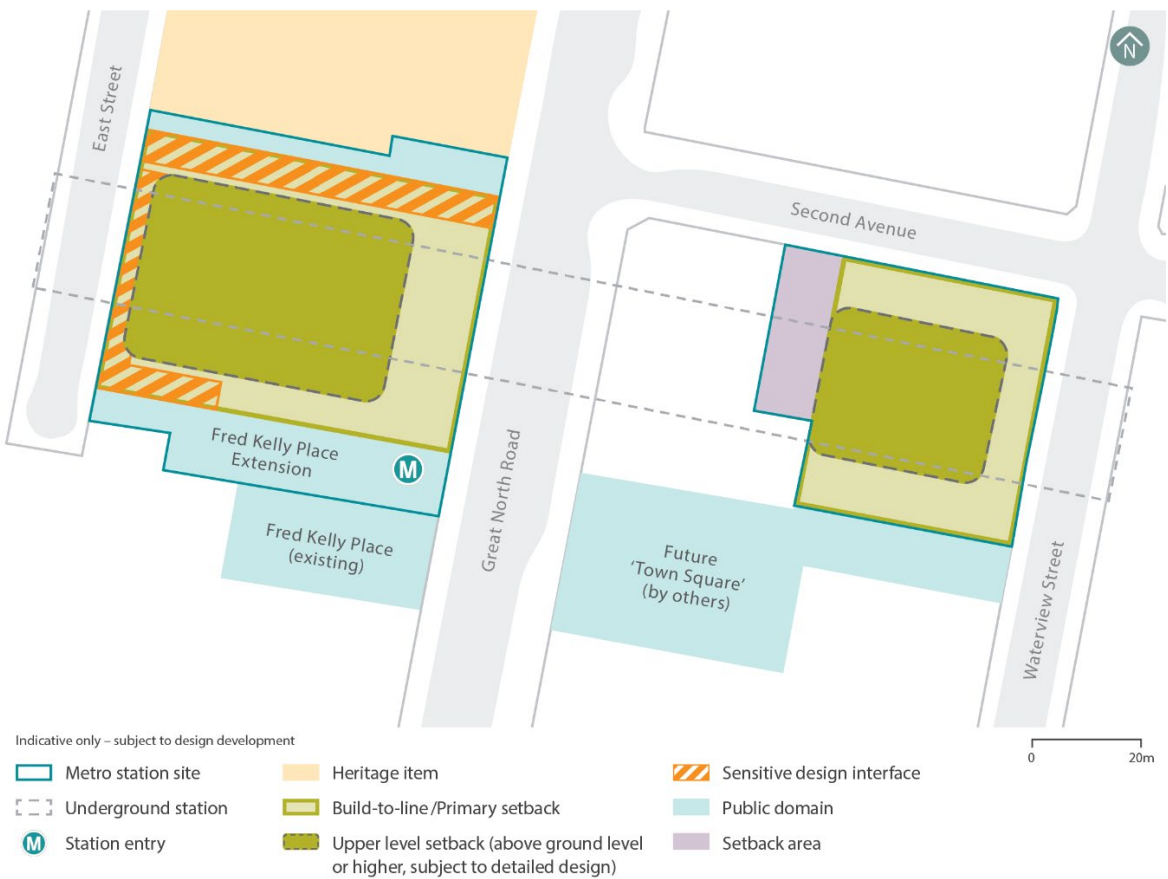 N
East Street
Second Avenue
Fred Kelly Place
Extension
M
Great North Road
Fred Kelly Place
(existing)
Future
'Town Square'
(by others)
Waterview Street
Indicative only – subject to design development
0 20m
Metro station site
Underground station
M Station entry
Heritage item
Build-to-line/Primary setback
Upper level setback (above ground level
or higher, subject to detailed design)
Sensitive design interface
Public domain
Setback area